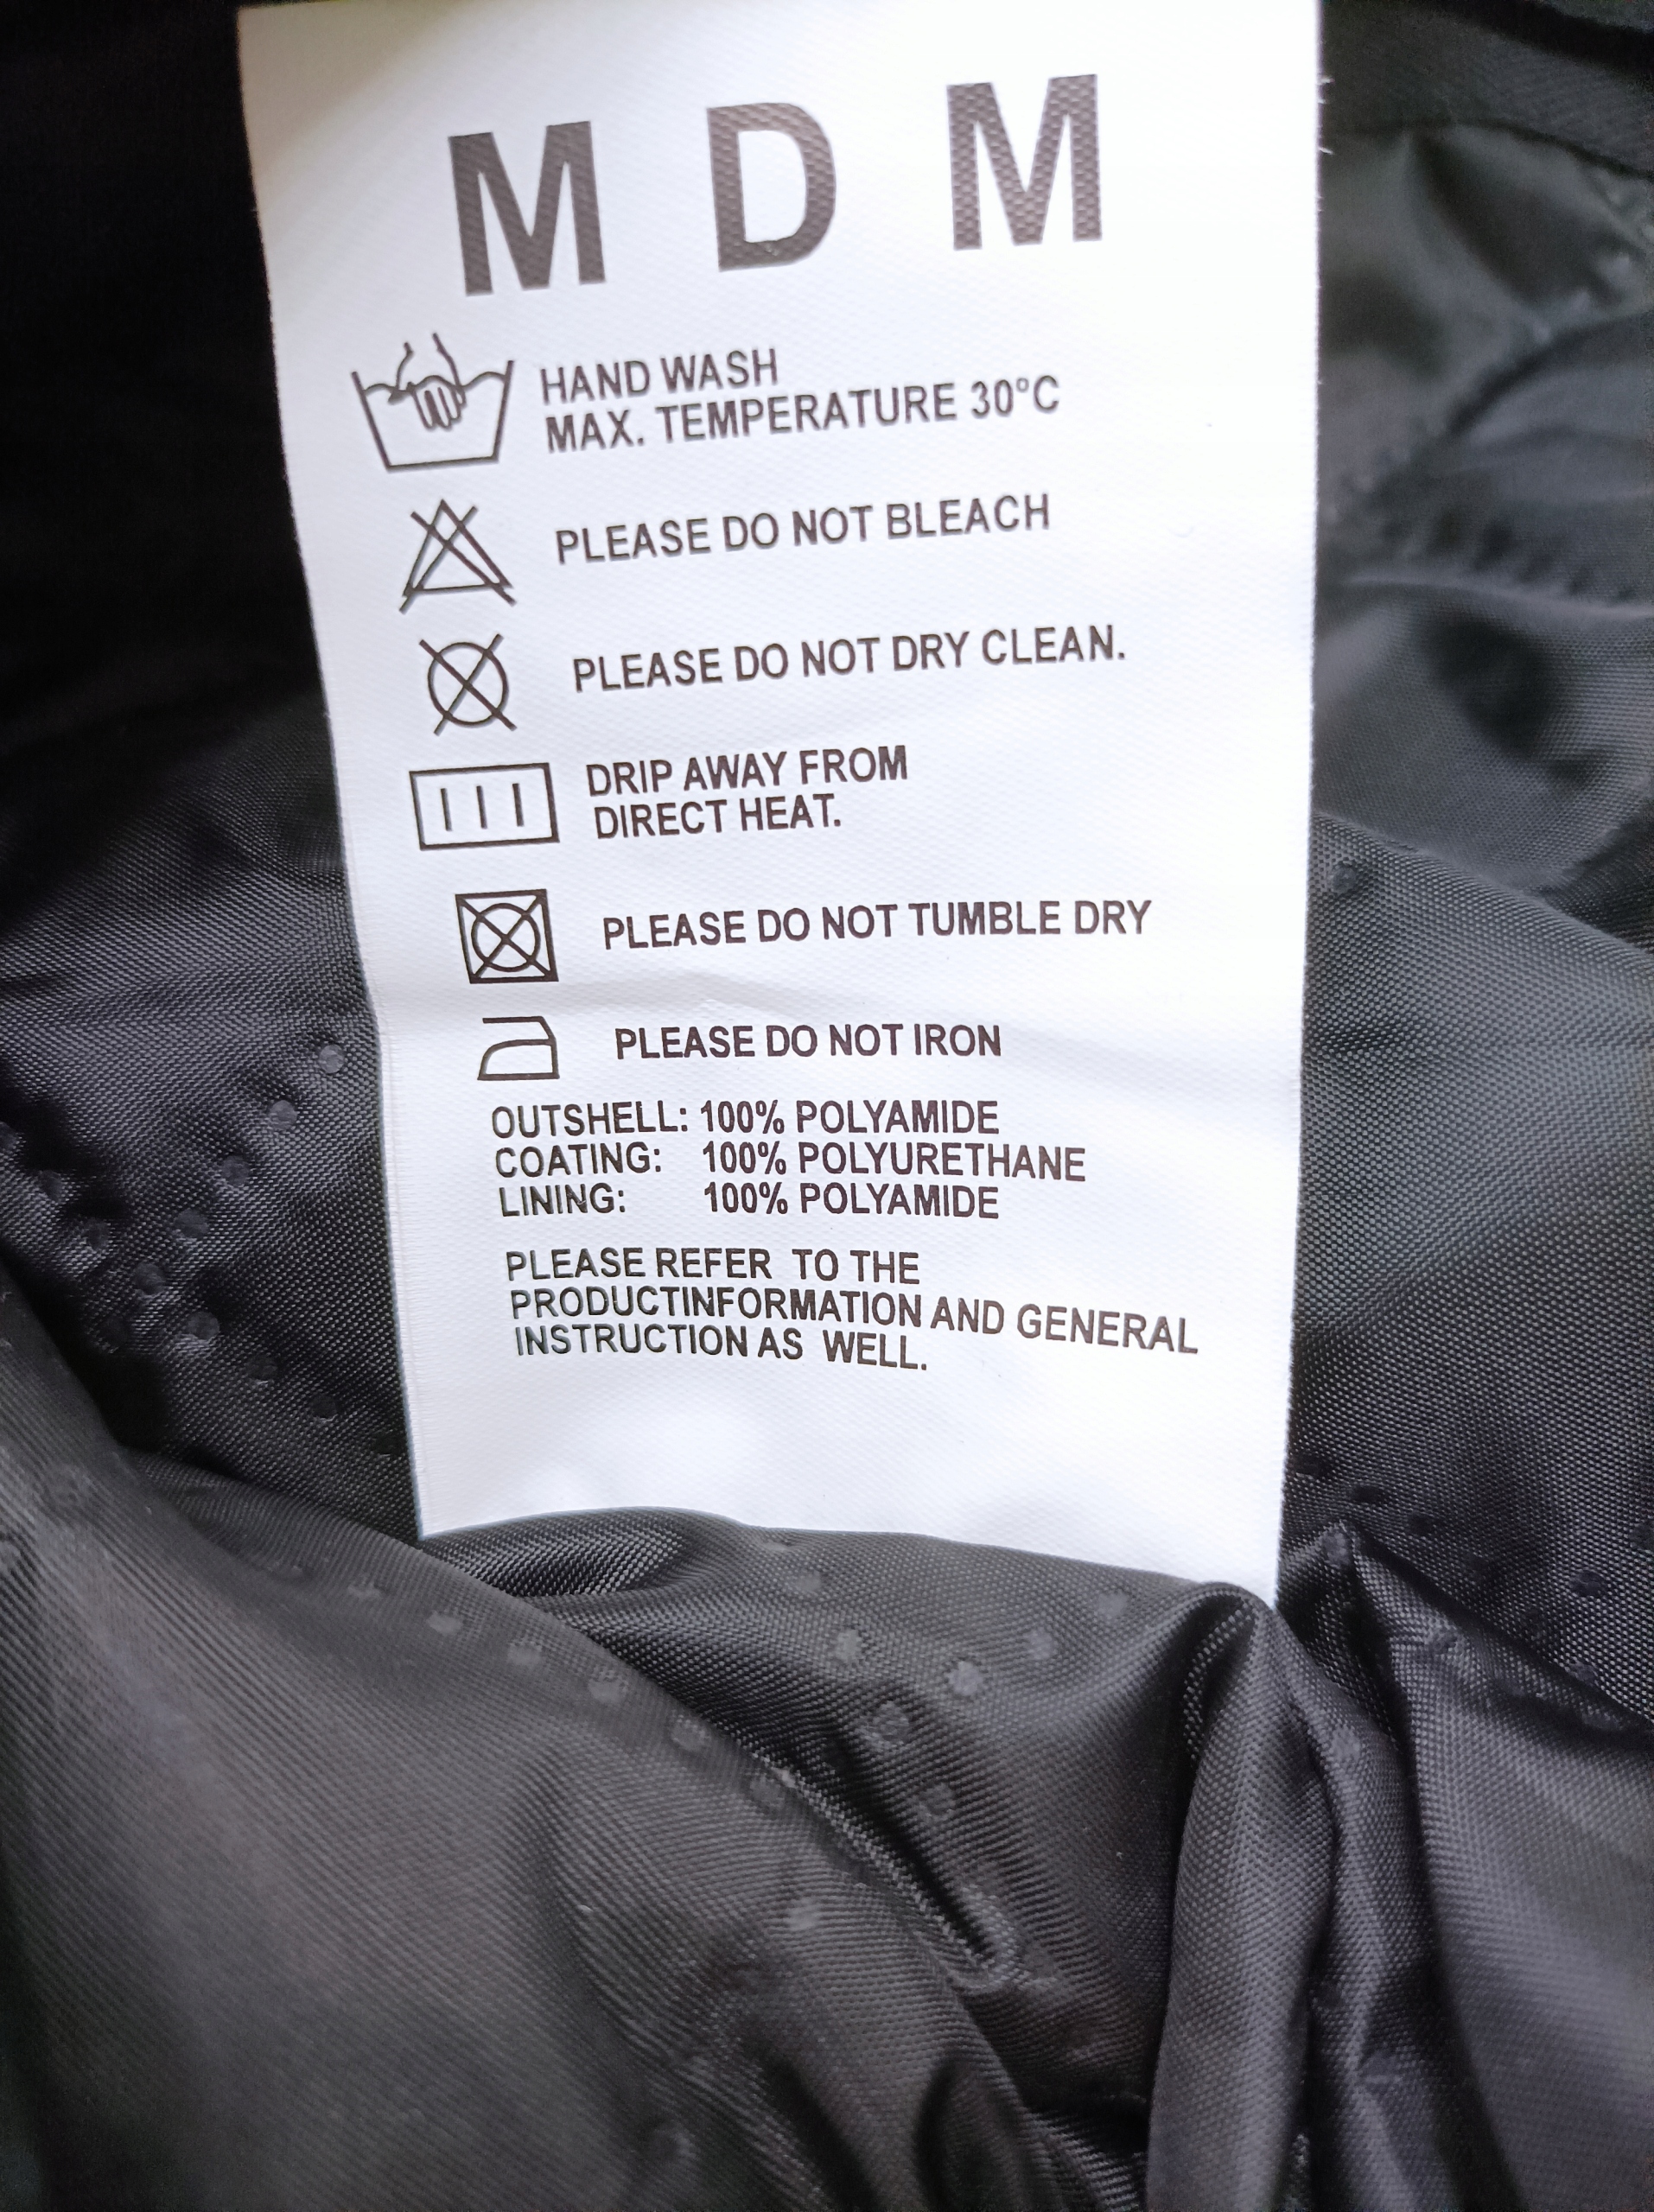 M D M
HAND WASH
MAX. TEMPERATURE 30°C
PLEASE DO NOT BLEACH
PLEASE DO NOT DRY CLEAN.
DRIP AWAY FROM
DIRECT HEAT.
PLEASE DO NOT TUMBLE DRY
PLEASE DO NOT IRON
OUTSHELL: 100% POLYAMIDE
COATING: 100% POLYURETHANE
LINING: 100% POLYAMIDE
PLEASE REFER TO THE
PRODUCTINFORMATION AND GENERAL
INSTRUCTION AS WELL.